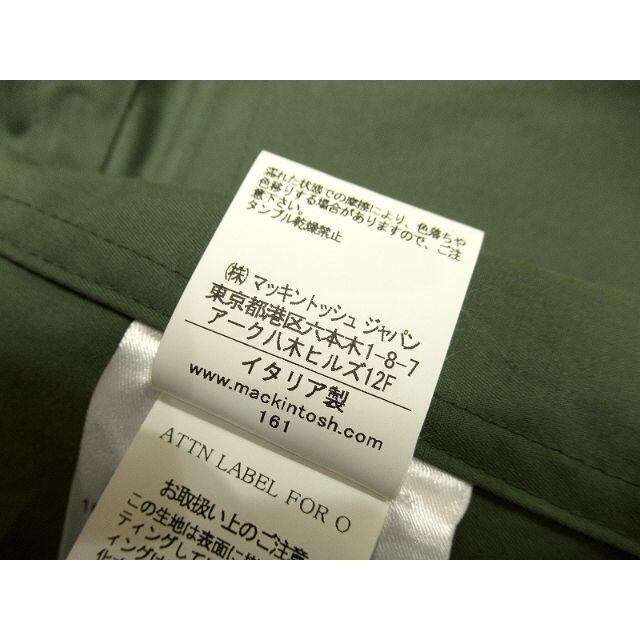 濡れた状態での摩擦により、色落ちや
色移りする場合がありますので、ご注
意下さい。
タンブル乾燥禁止
(株)マッキントッシュ ジャパン
東京都港区六本木1-8-7
アーク八木ヒルズ12F
イタリア製
www.mackintosh.com
161
ATTN LABEL FOR O
お取扱い上のご注意
この生地は表面に
ティングして
ィングは